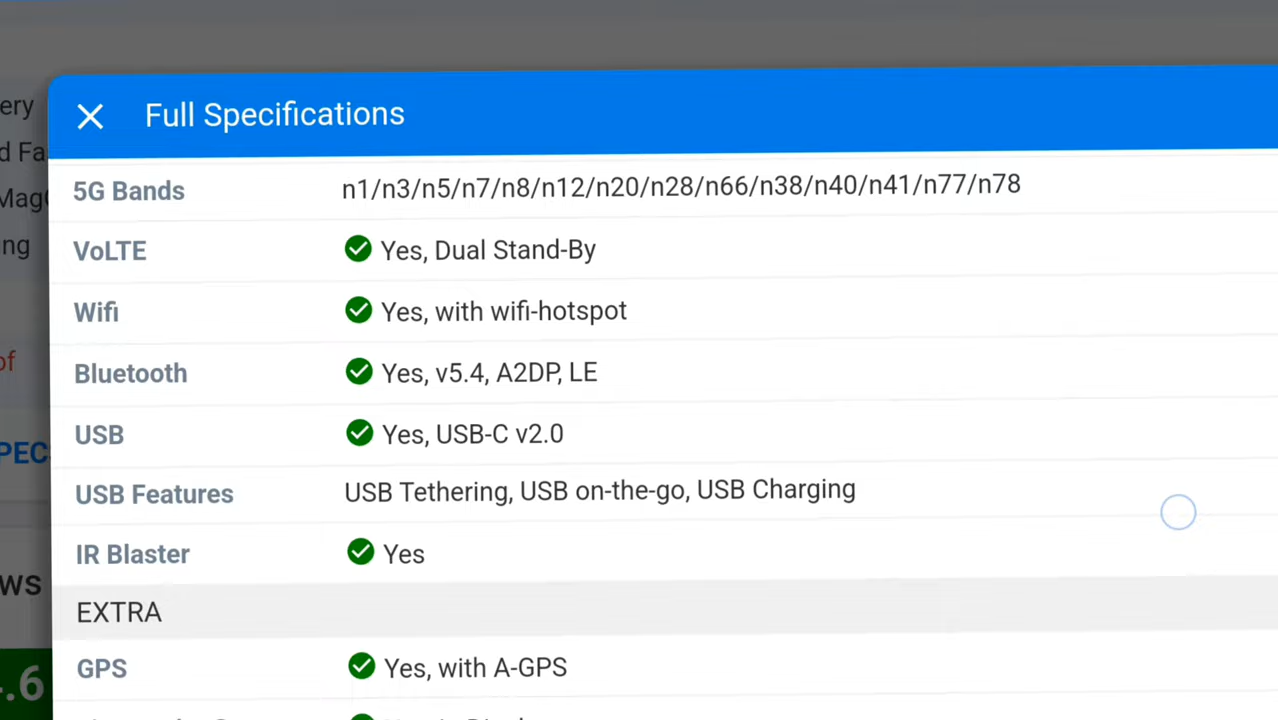 Full Specifications
5G Bands n1/n3/n5/n7/n8/n12/n20/n28/n66/n38/n40/n41/n77/n78
VoLTE Yes, Dual Stand-By
Wifi Yes, with wifi-hotspot
Bluetooth Yes, v5.4, A2DP, LE
USB Yes, USB-C v2.0
USB Features USB Tethering, USB on-the-go, USB Charging
IR Blaster Yes
EXTRA
GPS Yes, with A-GPS